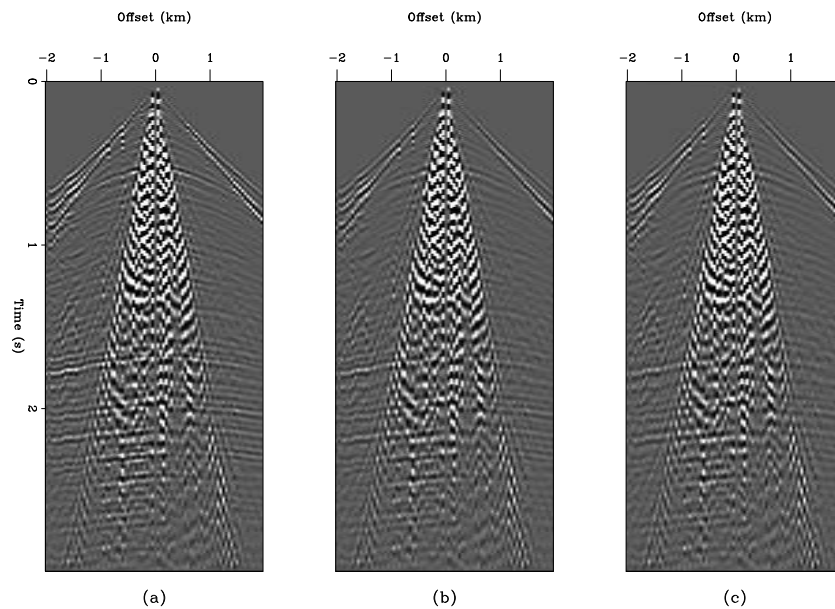 Offset (km) Offset (km) Offset (km)
−2 −1 0 1 −2 −1 0 1 −2 −1 0 1
0
1
Time (s)
2
(a) (b) (c)